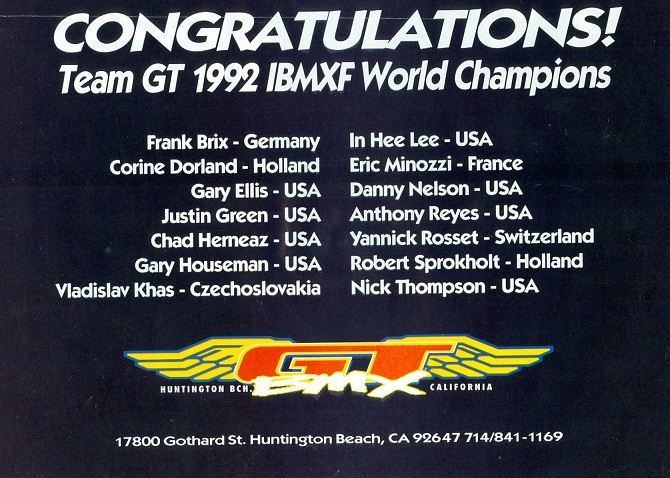 CONGRATULATIONS!
Team GT 1992 IBMXF World Champions
Frank Brix - Germany
Corine Dorland - Holland
Gary Ellis - USA
Justin Green - USA
Chad Herneaz - USA
Gary Houseman - USA
Vladislav Khas - Czechoslovakia
In Hee Lee - USA
Eric Minozzi - France
Danny Nelson - USA
Anthony Reyes - USA
Yannick Rosset - Switzerland
Robert Sprokholt - Holland
Nick Thompson - USA
GT
BMX
HUNTINGTON BCH. CALIFORNIA
17800 Gothard St. Huntington Beach, CA 92647 714/841-1169